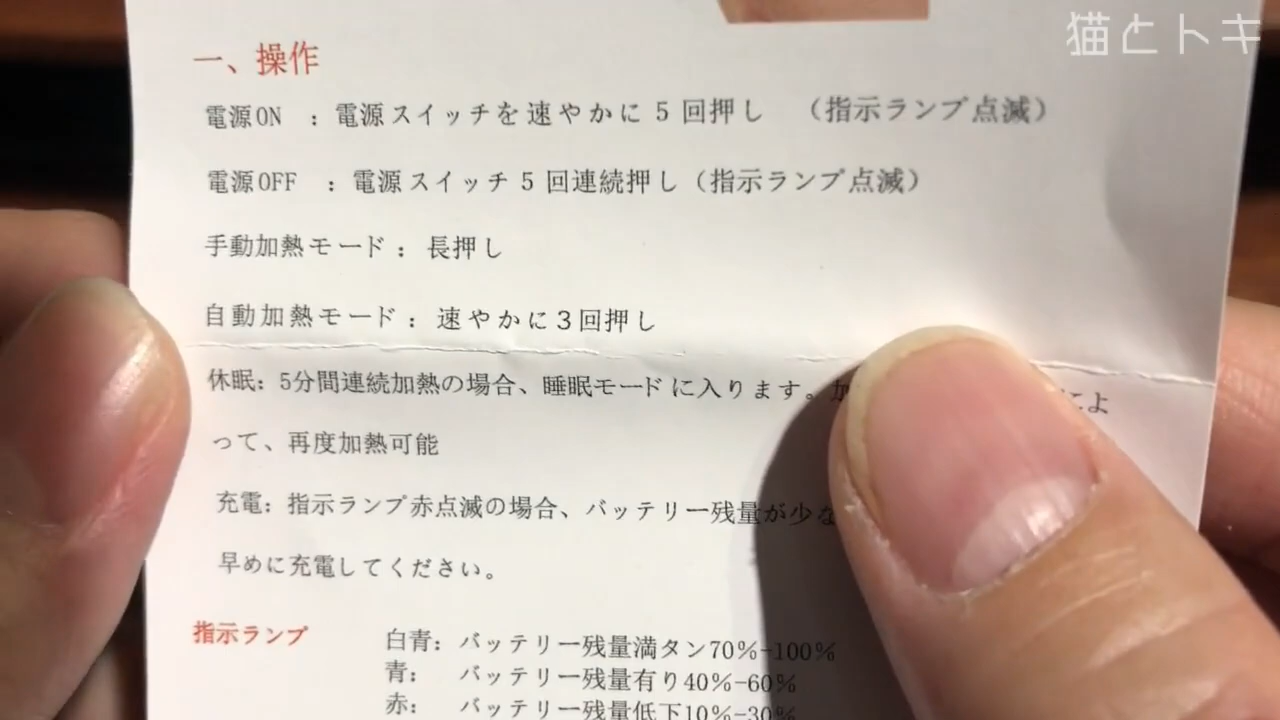 猫とトキ
一、操作
電源ON ：電源スイッチを速やかに 5 回押し （指示ランプ点滅）
電源OFF ：電源スイッチ 5 回連続押し（指示ランプ点滅）
手動加熱モード：長押し
自動加熱モード：速やかに３回押し
休眠：5分間連続加熱の場合、睡眠モードに入ります。 によ
って、再度加熱可能
充電：指示ランプ赤点滅の場合、バッテリー残量が少な
早めに充電してください。
指示ランプ 白青：バッテリー残量満タン70%-100%
青： バッテリー残量有り40%-60%
赤： バッテリー残量低下10%-30%